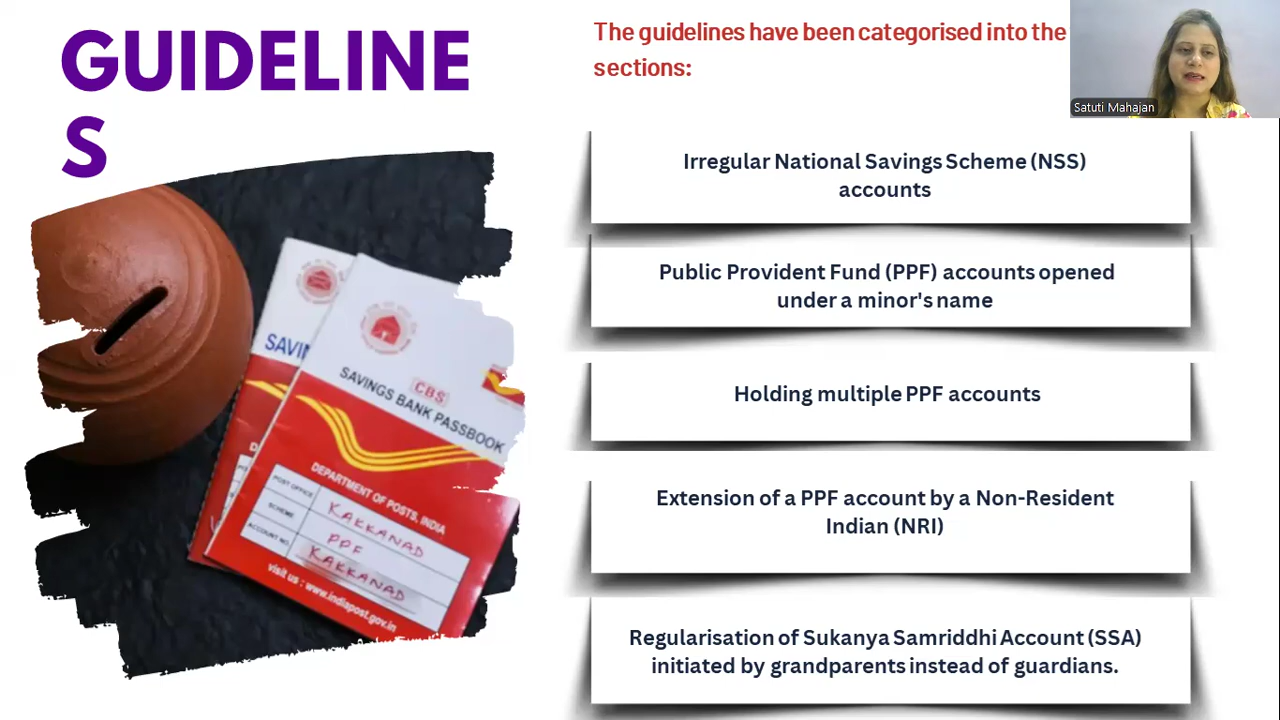 GUIDELINE
S
The guidelines have been categorised into the
sections:
Satuti Mahajan
Irregular National Savings Scheme (NSS)
accounts
Public Provident Fund (PPF) accounts opened
under a minor's name
Holding multiple PPF accounts
Extension of a PPF account by a Non-Resident
Indian (NRI)
Regularisation of Sukanya Samriddhi Account (SSA)
initiated by grandparents instead of guardians.
SAVIN
CBS
SAVINGS BANK PASSBOOK
DEPARTMENT OF POSTS, INDIA
POST OFFICE KAKKANAD
SCHEME PPF
ACCOUNT NO. KAKKANAD
visit us : www.indiapost.gov.in